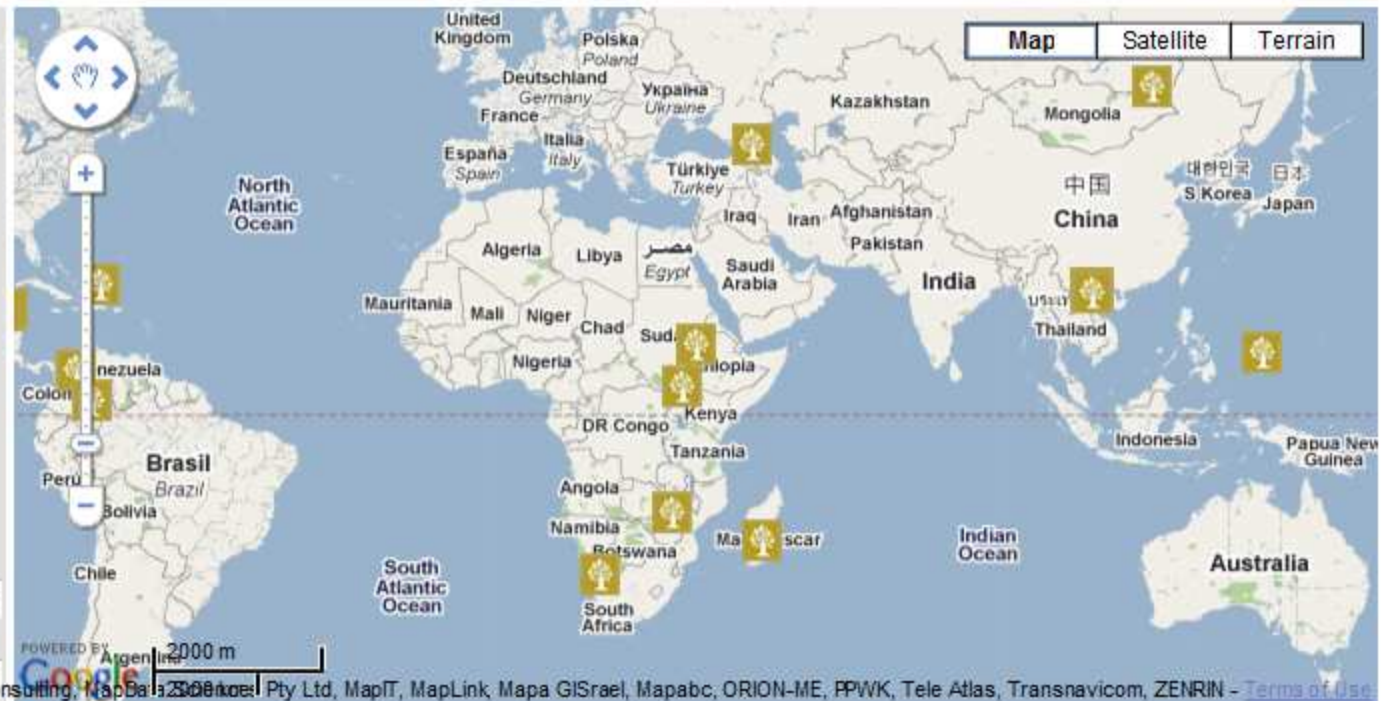 United
Kingdom
Polska
Poland
Map
Satellite
Terrain
Deutschland
Germany
Україна
Ukraine
Kazakhstan
Mongolia
France
Italia
Italy
España
Spain
Türkiye
Turkey
North
Atlantic
Ocean
中国
China
대한민국
S Korea
日本
Japan
Iraq
Iran
Afghanistan
Pakistan
Algeria
Libya
مصر
Egypt
Saudi
Arabia
India
Mauritania
Mali
Niger
Chad
Thailand
Nigeria
Kenya
DR Congo
Tanzania
Indonesia
Papua New
Guinea
Brasil
Brazil
Peru
Bolivia
Angola
Namibia
Botswana
Indian
Ocean
Australia
Chile
South
Atlantic
Ocean
South
Africa
POWERED BY
Google
2000 m
Pty Ltd, MapIT, MapLink, Mapa GISrael, Mapabc, ORION-ME, PPWK, Tele Atlas, Transnavicom, ZENRIN - Terms of Use